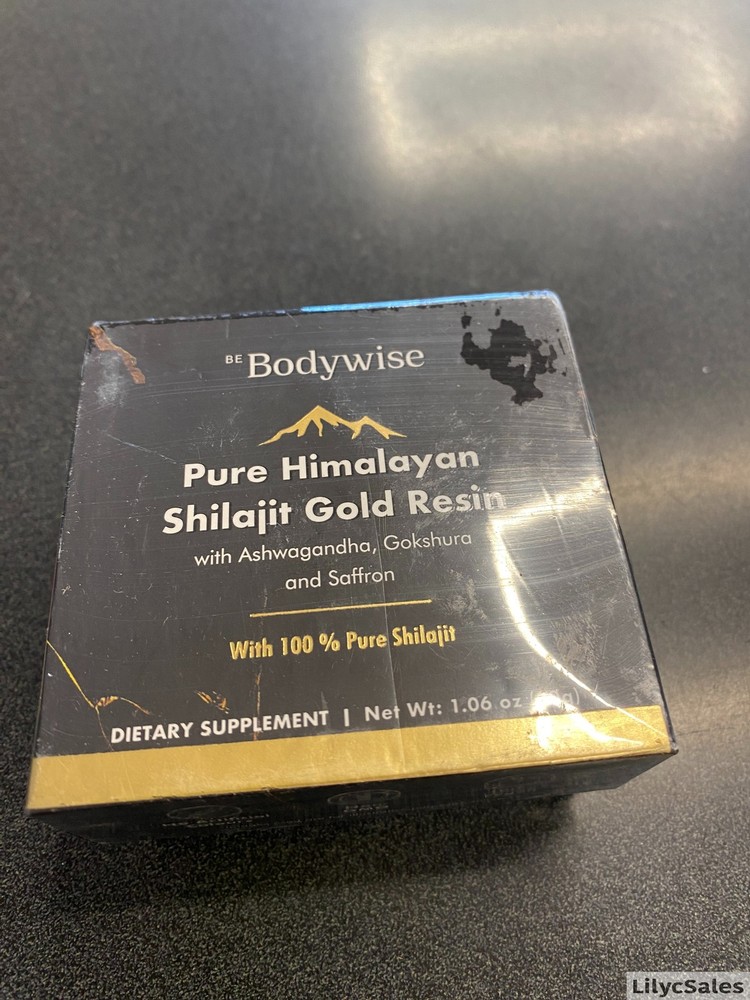 BE Bodywise
Pure Himalayan
Shilajit Gold Resin
with Ashwagandha, Gokshura
and Saffron
With 100 % Pure Shilajit
DIETARY SUPPLEMENT | Net Wt: 1.06 oz
LilycSales